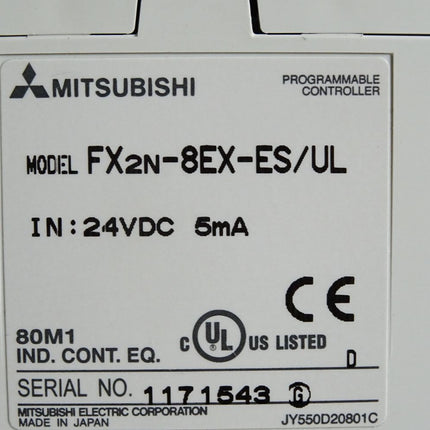 MITSUBISHI
PROGRAMMABLE
CONTROLLER
MODEL FX2N-8EX-ES/UL
IN: 24VDC 5mA
CE
80M1
IND. CONT. EQ.
C UL US LISTED
D
SERIAL NO. 1171543 G
MITSUBISHI ELECTRIC CORPORATION
MADE IN JAPAN
JY550D20801C